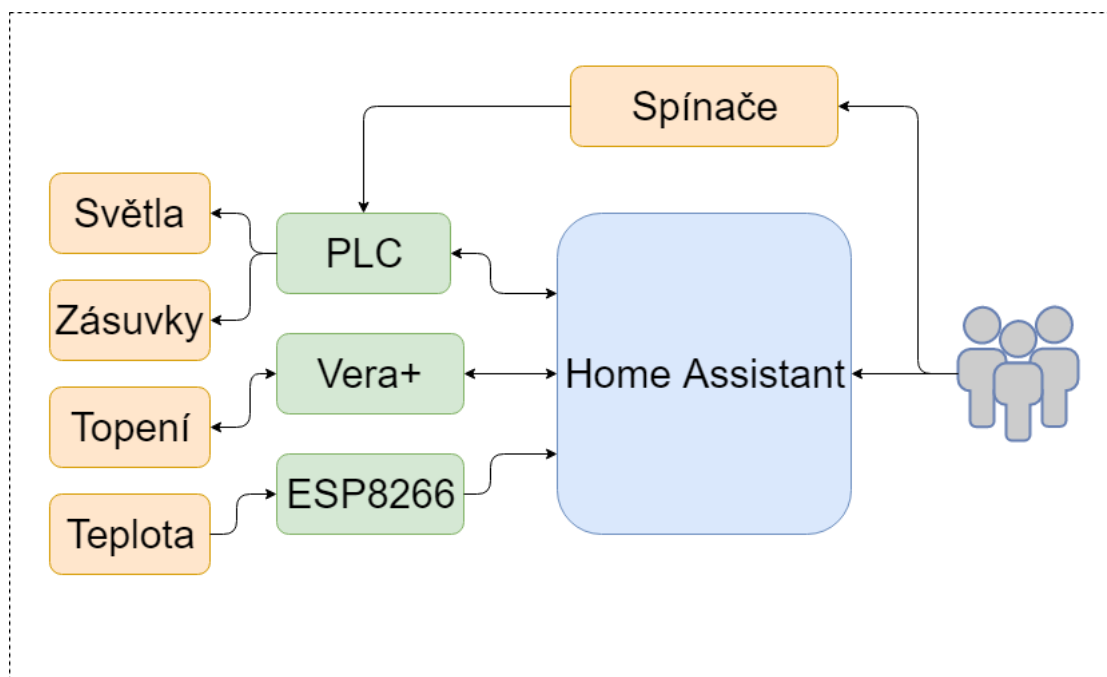 Spínače
Světla
PLC
Zásuvky
Vera+
Home Assistant
Topení
ESP8266
Teplota